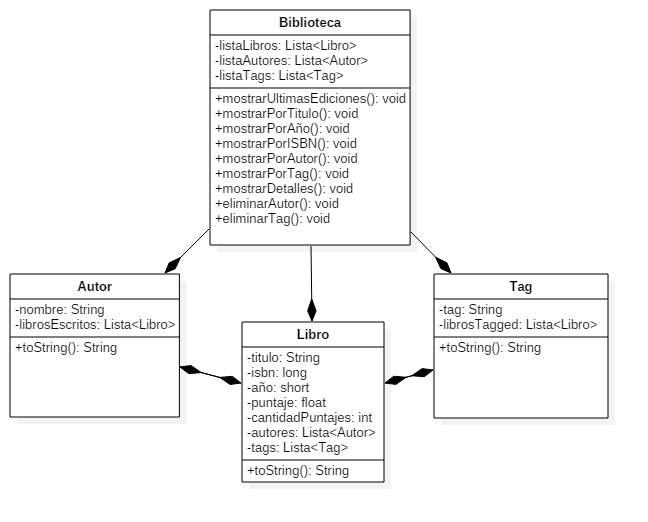 Biblioteca
-listaLibros: Lista<Libro>
-listaAutores: Lista<Autor>
-listaTags: Lista<Tag>
+mostrarUltimasEdiciones(): void
+mostrarPorTitulo(): void
+mostrarPorAño(): void
+mostrarPorISBN(): void
+mostrarPorAutor(): void
+mostrarPorTag(): void
+mostrarDetalles(): void
+eliminarAutor(): void
+eliminarTag(): void
Autor
-nombre: String
-librosEscritos: Lista<Libro>
+toString(): String
Libro
-titulo: String
-isbn: long
-año: short
-puntaje: float
-cantidadPuntajes: int
-autores: Lista<Autor>
-tags: Lista<Tag>
+toString(): String
Tag
-tag: String
-librosTagged: Lista<Libro>
+toString(): String